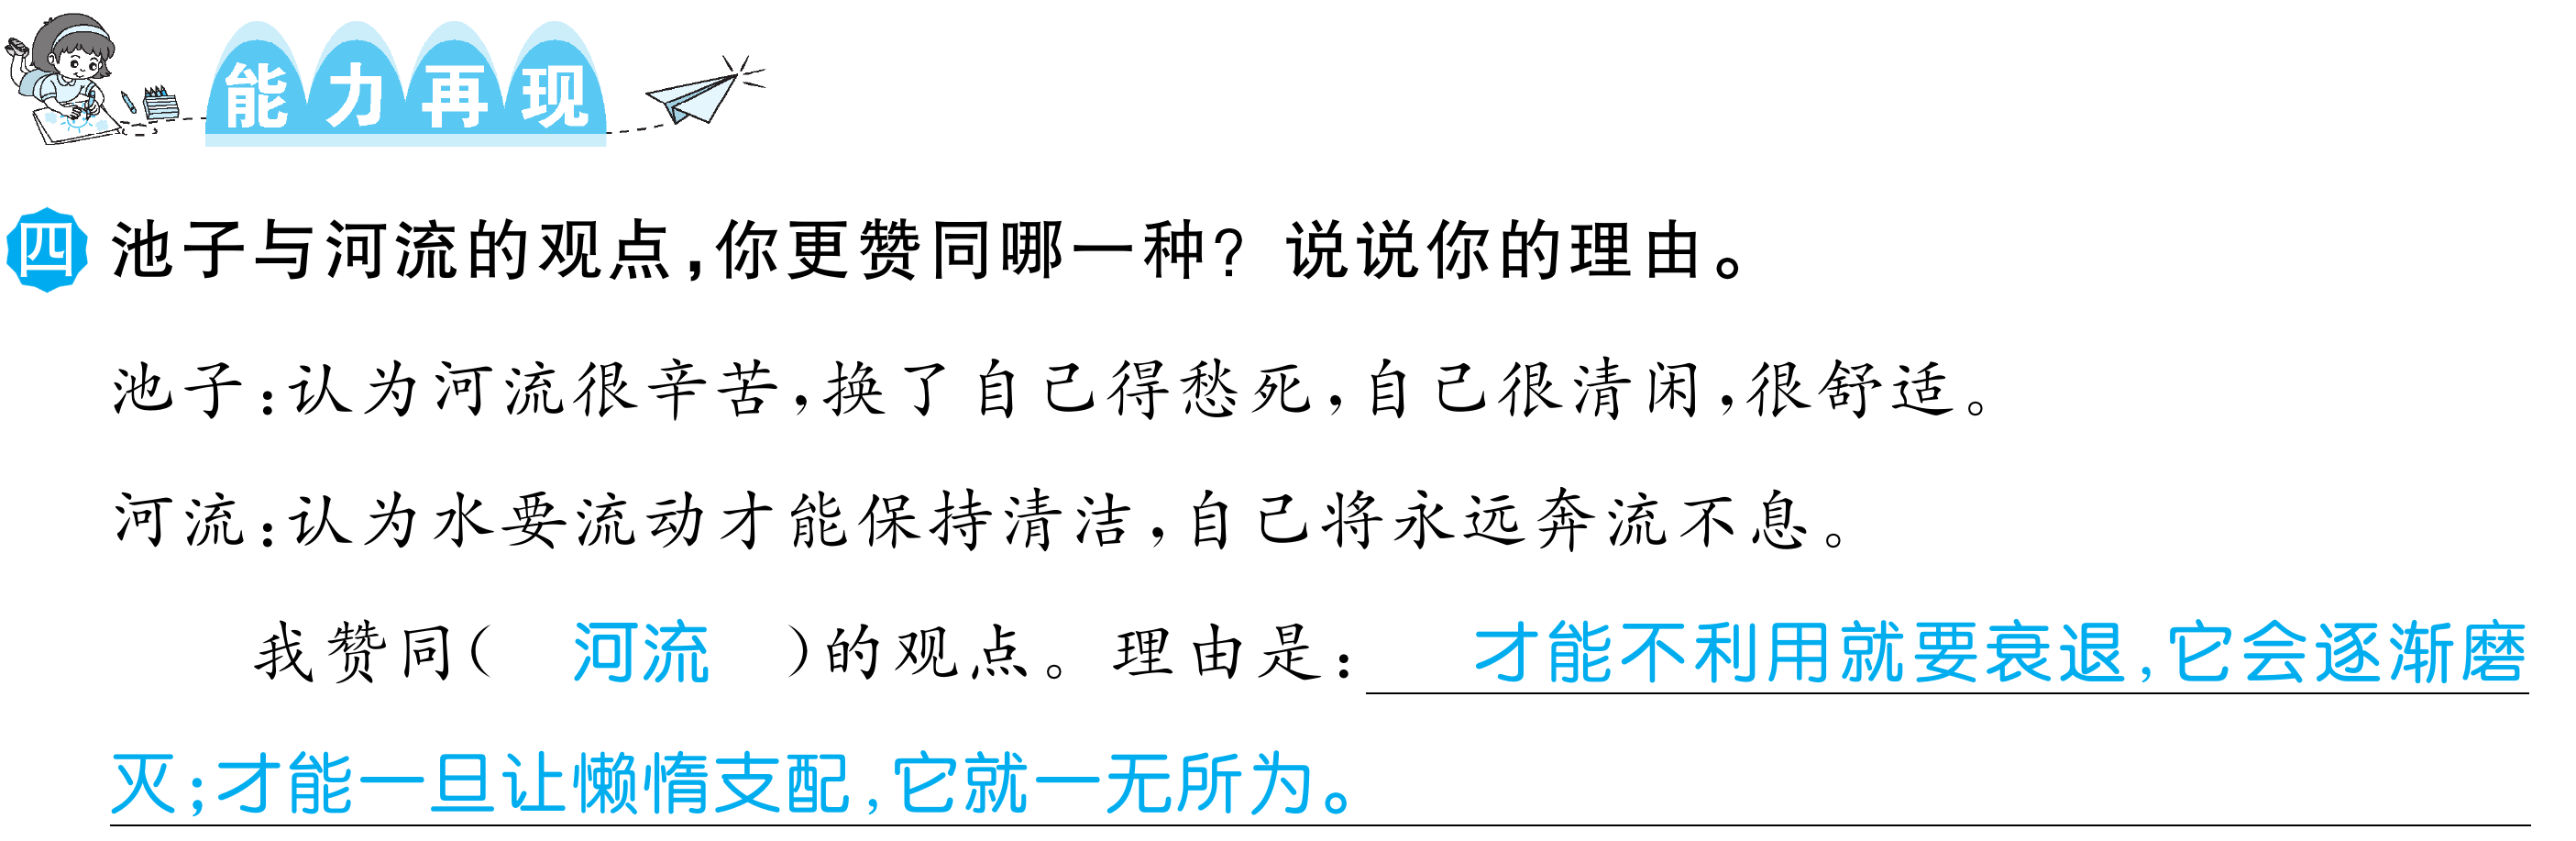 能力再现
四 池子与河流的观点,你更赞同哪一种? 说说你的理由。
池子:认为河流很辛苦,换了自己得愁死,自己很清闲,很舒适。
河流:认为水要流动才能保持清洁,自己将永远奔流不息。
我赞同( 河流 )的观点。理由是: 才能不利用就要衰退,它会逐渐磨
灭;才能一旦让懒惰支配,它就一无所为。